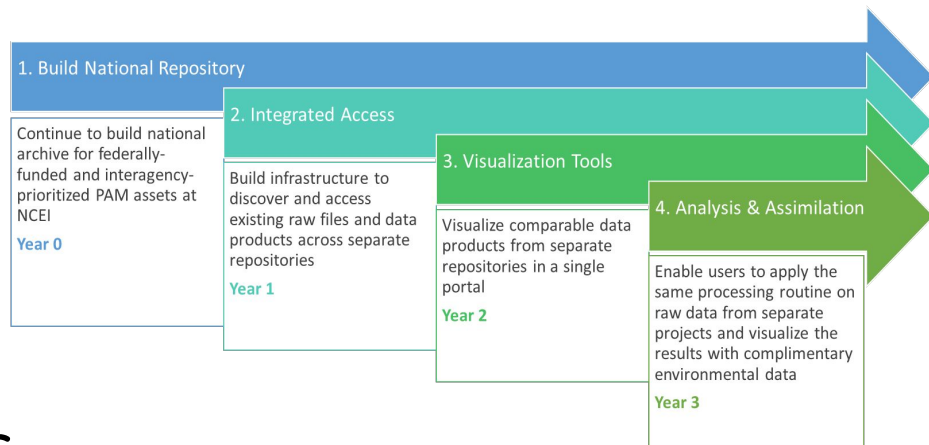 1. Build National Repository
Continue to build national
archive for federally-
funded and interagency-
prioritized PAM assets at
NCEI
Year 0
2. Integrated Access
Build infrastructure to
discover and access
existing raw files and data
products across separate
repositories
Year 1
3. Visualization Tools
Visualize comparable data
products from separate
repositories in a single
portal
Year 2
4. Analysis & Assimilation
Enable users to apply the
same processing routine on
raw data from separate
projects and visualize the
results with complimentary
environmental data
Year 3